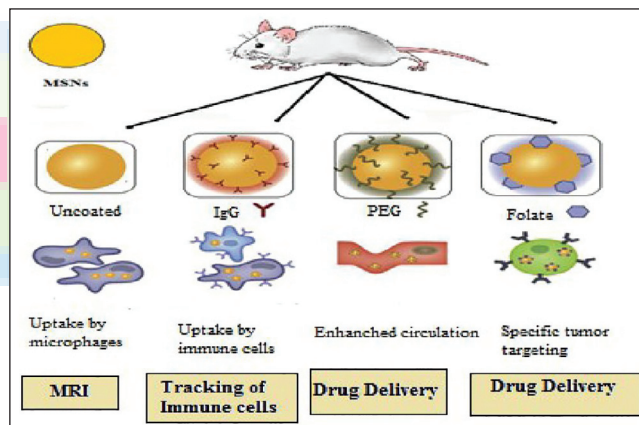 MSNs
Uncoated
IgG
PEG
Folate
Uptake by
microphages
Uptake by
immune cells
Enhanched circulation
Specific tumor
targeting
MRI
Tracking of
Immune cells
Drug Delivery
Drug Delivery